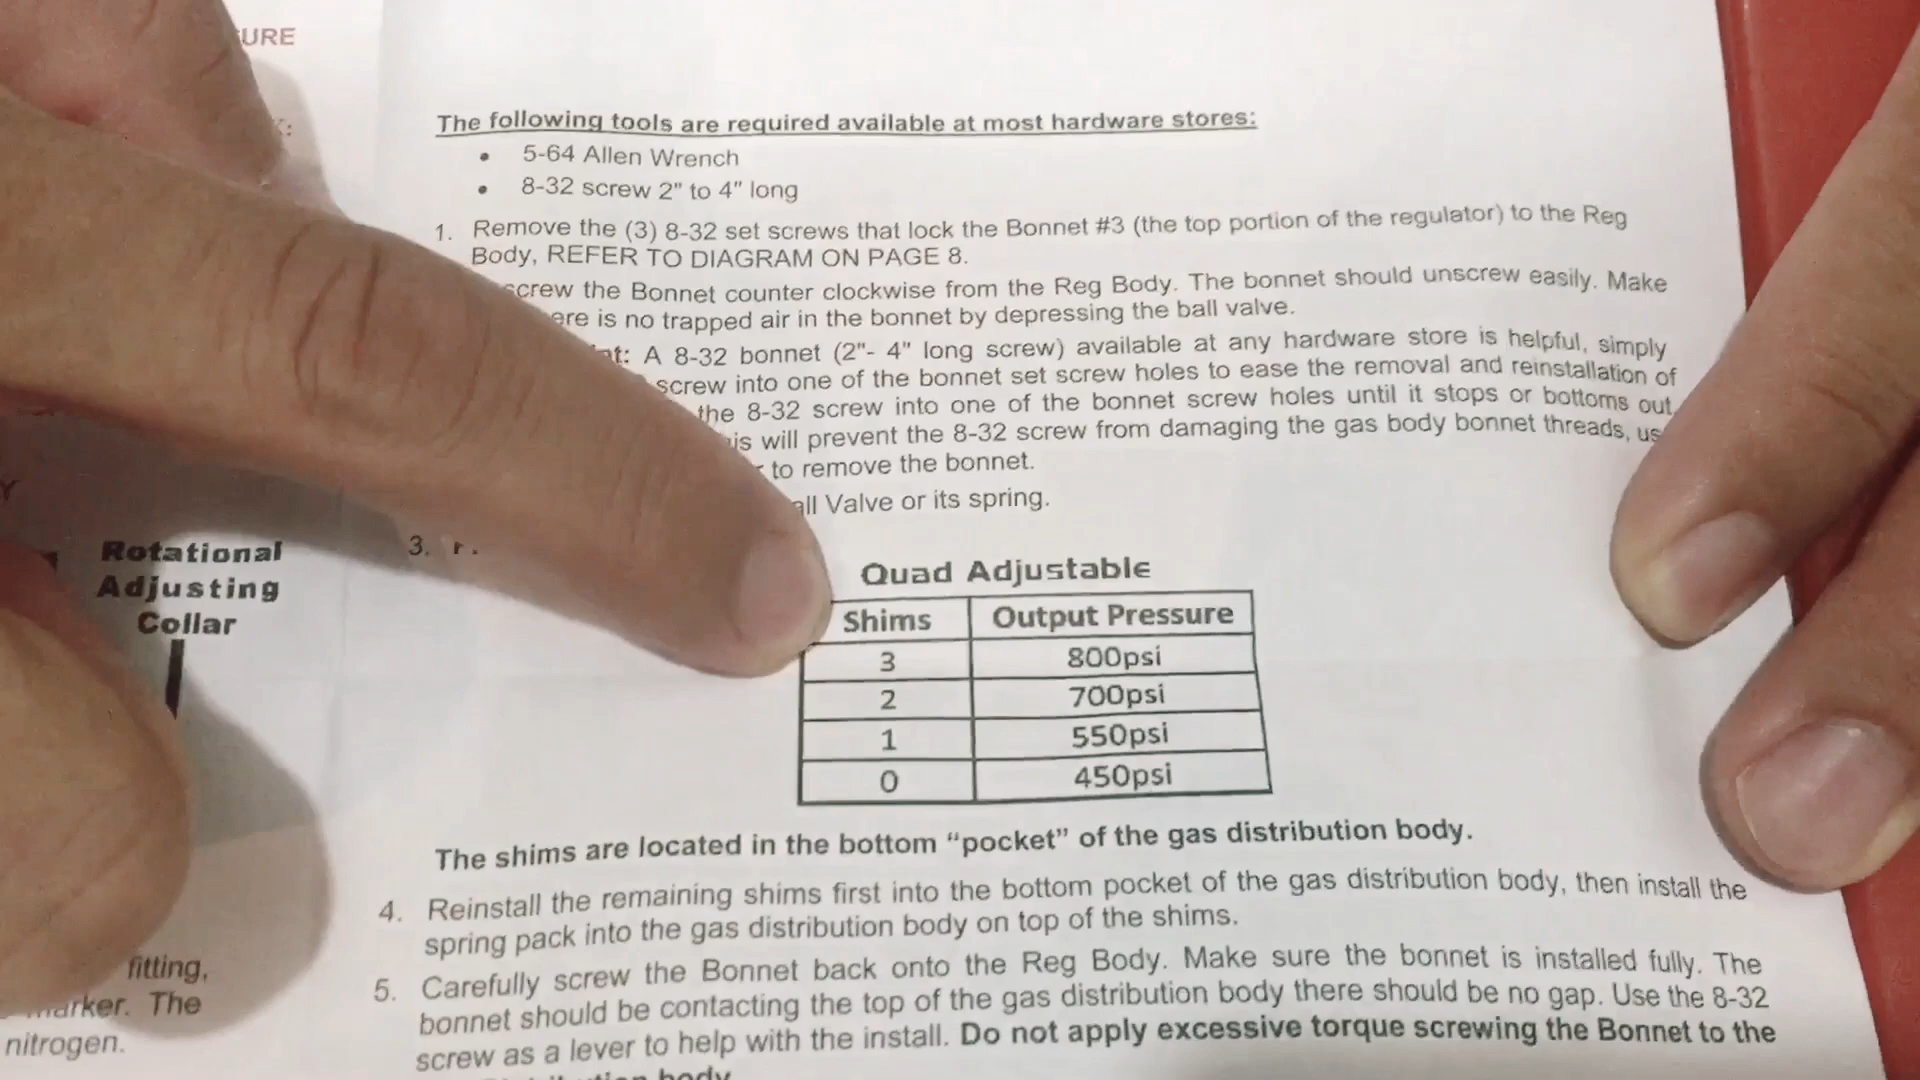 The following tools are required available at most hardware stores:
• 5-64 Allen Wrench
• 8-32 screw 2" to 4" long
1. Remove the (3) 8-32 set screws that lock the Bonnet #3 (the top portion of the regulator) to the Reg
Body, REFER TO DIAGRAM ON PAGE 8.
the Bonnet counter clockwise from the Reg Body. The bonnet should unscrew easily. Make
is no trapped air in the bonnet by depressing the ball valve.
A 8-32 bonnet (2"- 4" long screw) available at any hardware store is helpful, simply
screw into one of the bonnet set screw holes to ease the removal and reinstallation of
the 8-32 screw into one of the bonnet screw holes until it stops or bottoms out
will prevent the 8-32 screw from damaging the gas body bonnet threads,
to remove the bonnet.
Valve or its spring.
3.
Quad Adjustable
Shims Output Pressure
3 800psi
2 700psi
1 550psi
0 450psi
The shims are located in the bottom “pocket” of the gas distribution body.
4. Reinstall the remaining shims first into the bottom pocket of the gas distribution body, then install the
spring pack into the gas distribution body on top of the shims.
5. Carefully screw the Bonnet back onto the Reg Body. Make sure the bonnet is installed fully. The
bonnet should be contacting the top of the gas distribution body there should be no gap. Use the 8-32
screw as a lever to help with the install. Do not apply excessive torque screwing the Bonnet to the
body
Rotational
Adjusting
Collar
fitting,
The
nitrogen.